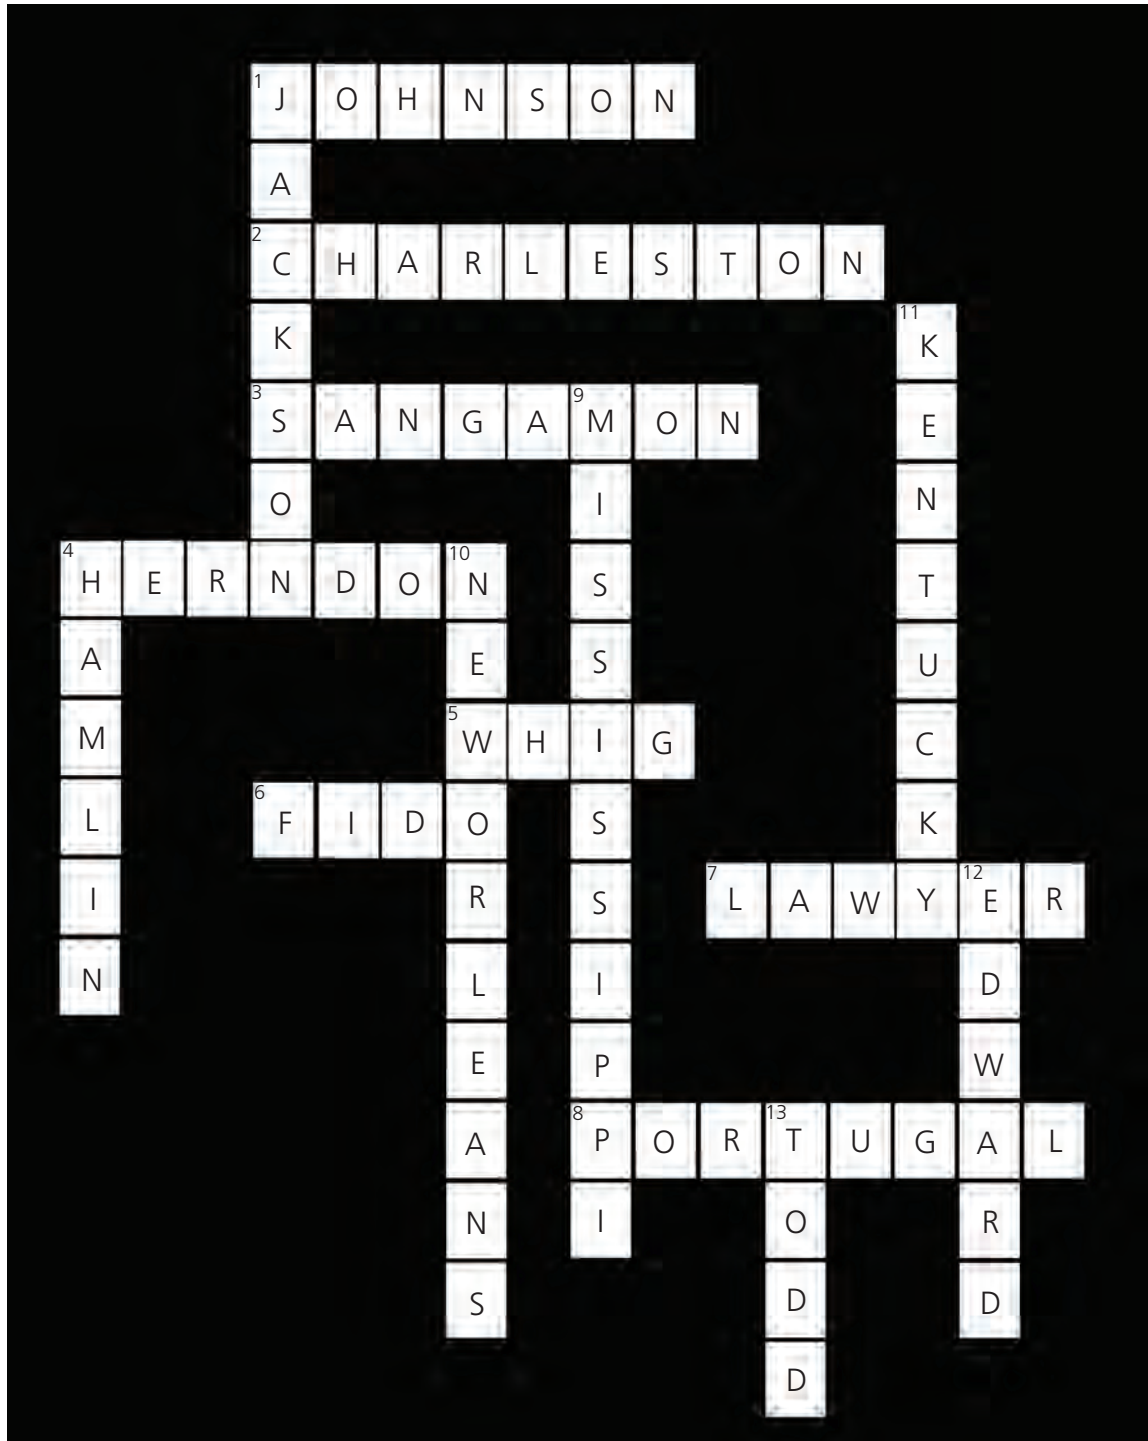 1 J O H N S O N
A
2 C H A R L E S T O N
K 11 K
3 S A N G A 9 M O N E
O I N
4 H E R N D O 10 N S T
A E S U
M 5 W H I G C
L 6 F I D O S K
I R S 7 L A W Y 12 E R
N L I D
E P W
A 8 P O R 13 T U G A L
N I O R
S D D
D